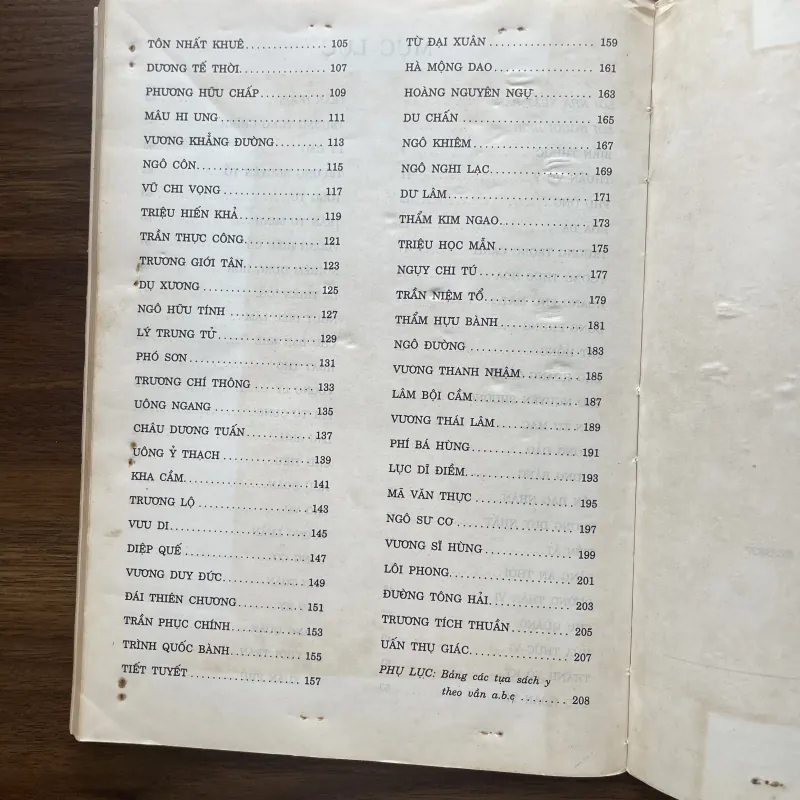 TÔN NHẤT KHUÊ................105
DƯƠNG TẾ THỜI................107
PHƯƠNG HỮU CHẤP.............109
MÂU HI UNG...................111
VƯƠNG KHẲNG ĐƯỜNG..........113
NGÔ CÔN......................115
VŨ CHI VỌNG..................117
TRIỆU HIẾN KHẢ...............119
TRẦN THỰC CÔNG..............121
TRƯƠNG GIỚI TÂN..............123
DỤ XƯƠNG.....................125
NGÔ HỮU TÍNH.................127
LÝ TRUNG TỬ..................129
PHÓ SƠN......................131
TRƯƠNG CHÍ THÔNG............133
UÔNG NGANG..................135
CHÂU DƯƠNG TUẤN.............137
UÔNG Ỷ THẠCH.................139
KHA CẦM......................141
TRƯƠNG LỘ....................143
VƯU DI.......................145
DIỆP QUẾ.....................147
VƯƠNG DUY ĐỨC...............149
ĐÁI THIÊN CHƯƠNG.............151
TRẦN PHỤC CHÍNH..............153
TRÌNH QUỐC BÀNH..............155
TIẾT TUYẾT...................157
TỪ ĐẠI XUÂN..................159
HÀ MỘNG DAO.................161
HOÀNG NGUYÊN NGỰ............163
DU CHẤN......................165
NGÔ KHIÊM....................167
NGÔ NGHI LẠC.................169
DƯ LÂM.......................171
THẨM KIM NGAO...............173
TRIỆU HỌC MẪN................175
NGỤY CHI TÚ..................177
TRẦN NIỆM TỔ.................179
THẨM HỰU BÀNH...............181
NGÔ ĐƯỜNG...................183
VƯƠNG THANH NHẬM...........185
LÂM BỘI CẦM..................187
VƯƠNG THÁI LÂM..............189
PHÍ BÁ HÙNG..................191
LỤC DĨ ĐIỀM..................193
MÃ VĂN THỰC.................195
NGÔ SƯ CƠ....................197
VƯƠNG SĨ HÙNG...............199
LÔI PHONG....................201
ĐƯỜNG TÔNG HẢI..............203
TRƯƠNG TÍCH THUẦN...........205
UẤN THỤ GIÁC.................207
PHỤ LỤC: Bảng các tựa sách y
theo vần a.b.c ........208